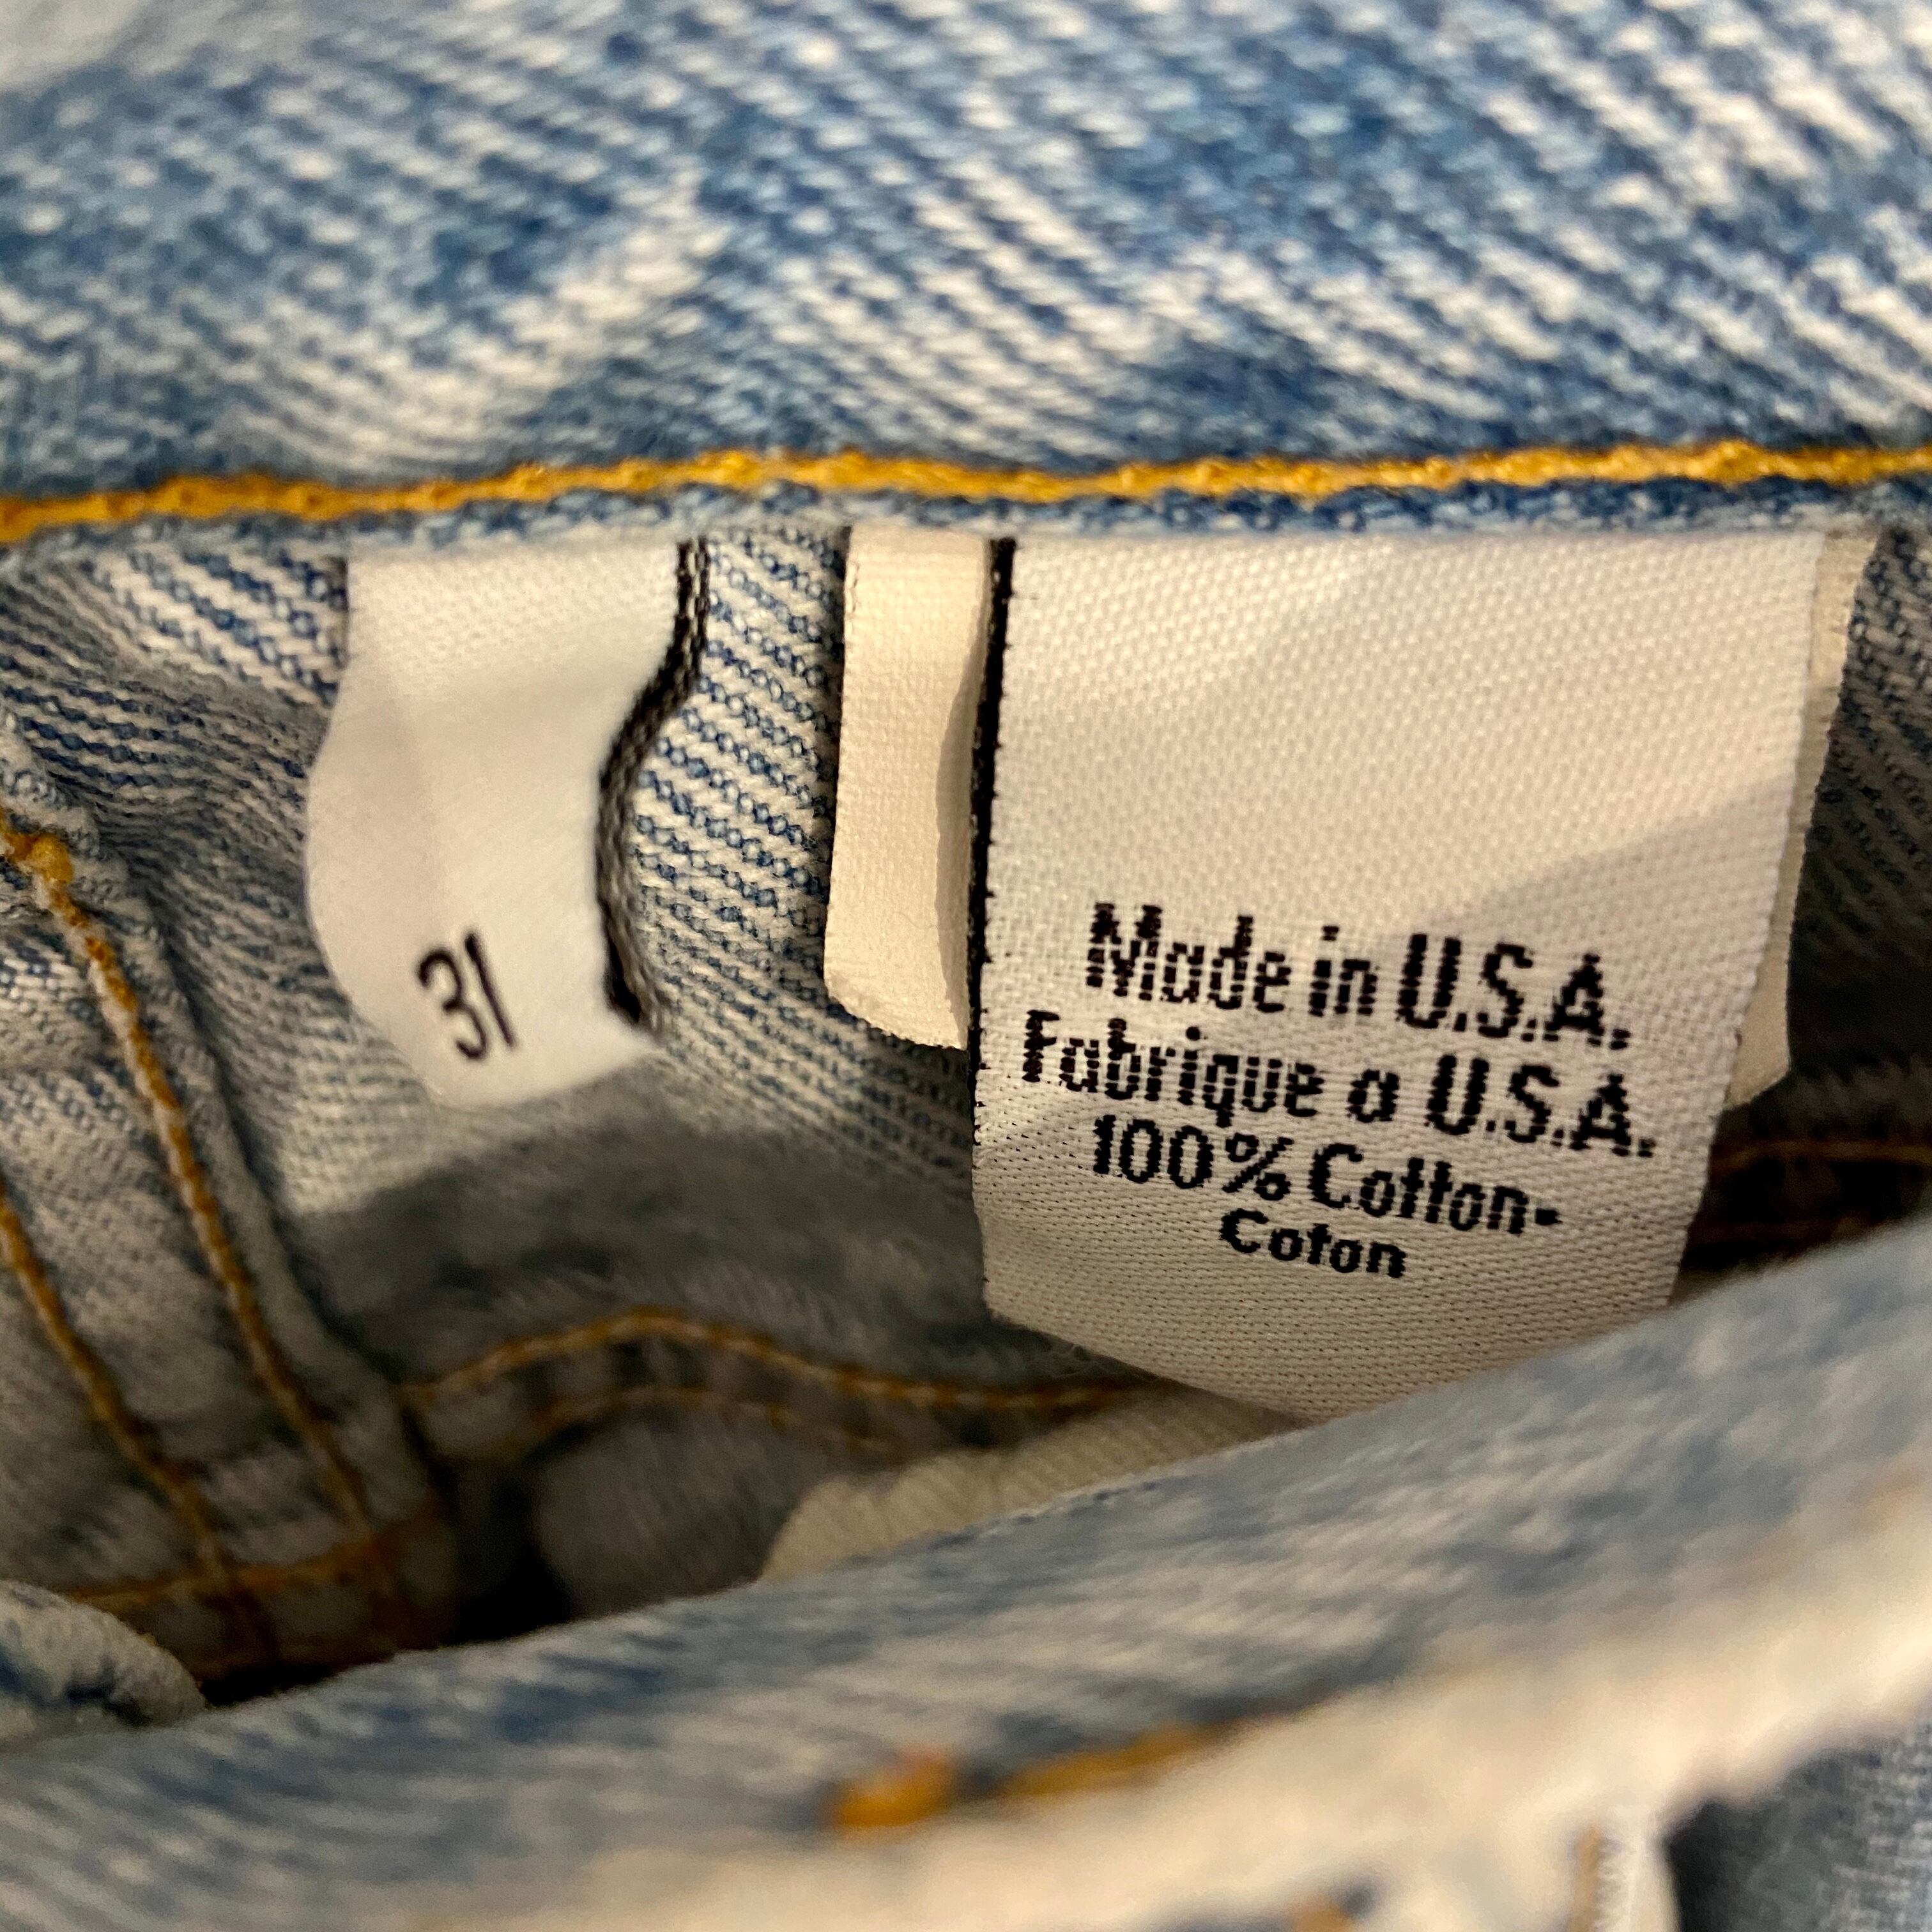 31
Made in U.S.A.
Fabrique a U.S.A.
100% Cotton-
Coton